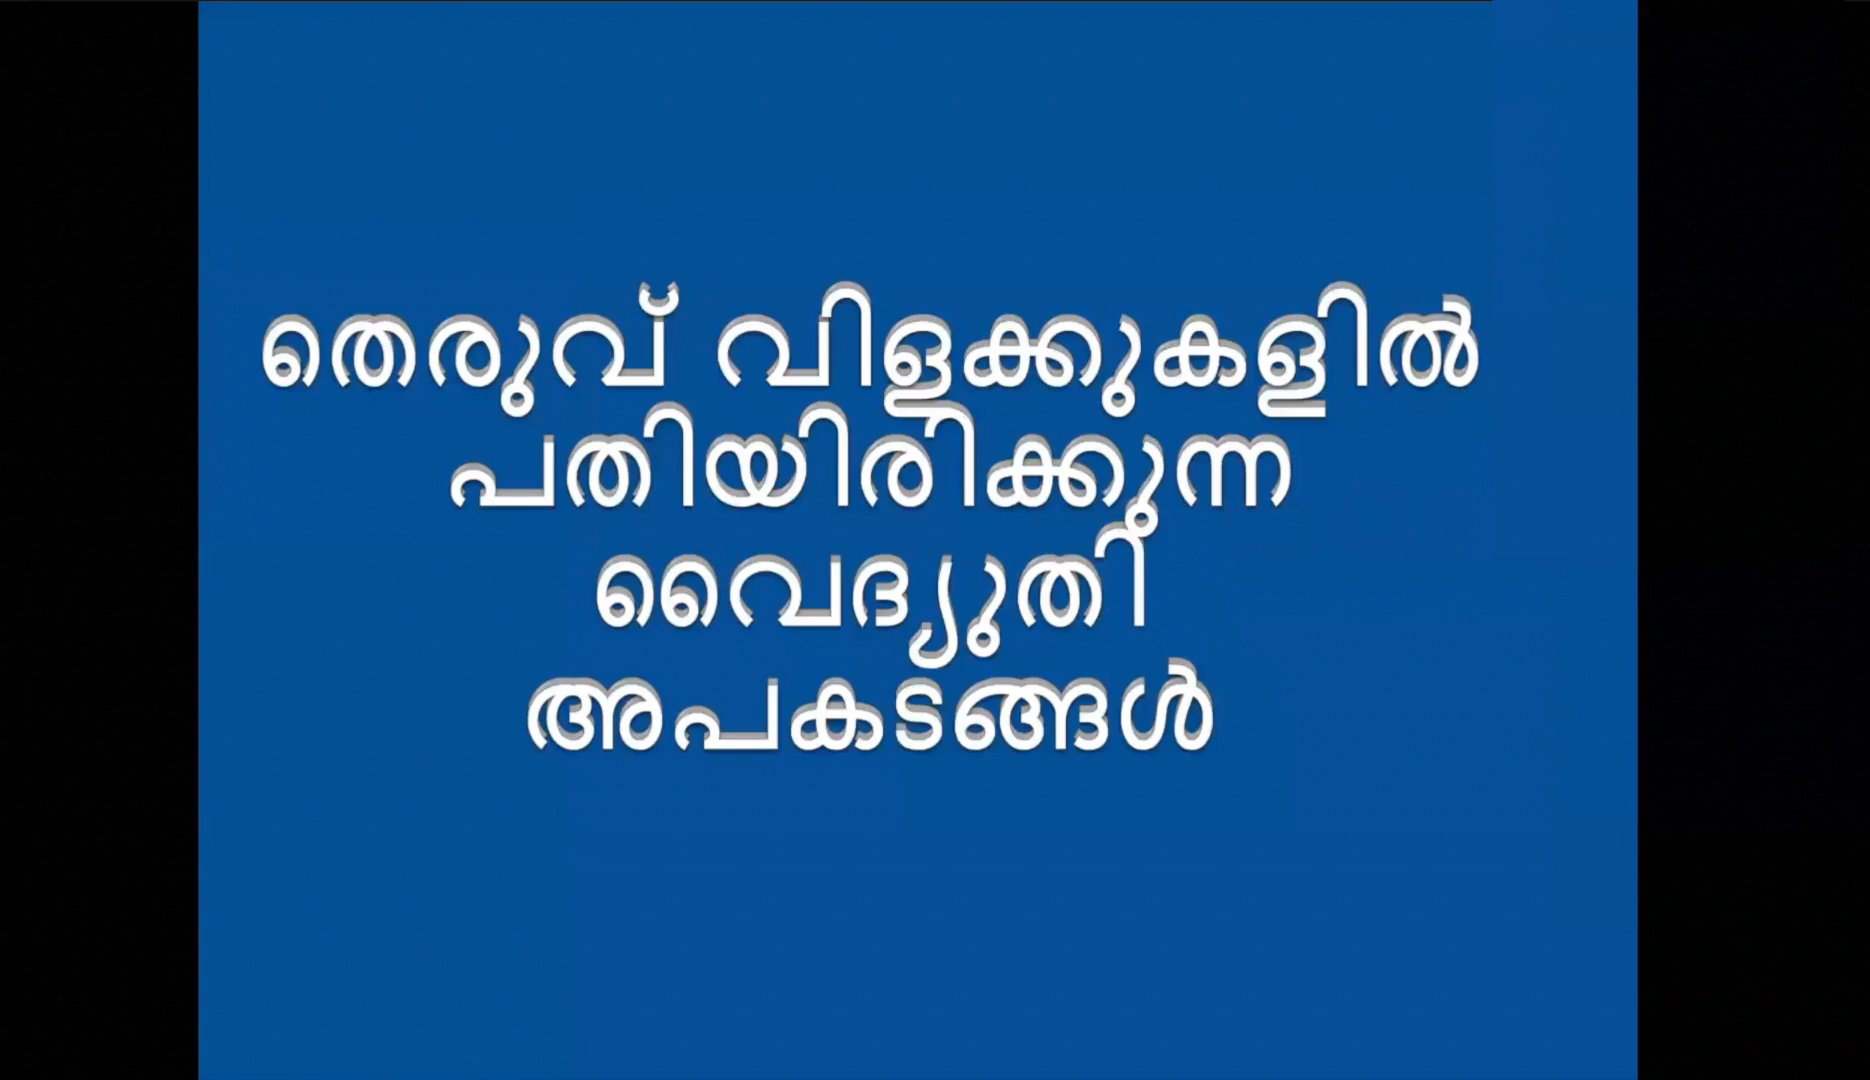 തെരുവ് വിളക്കുകളിൽ
പതിയിരിക്കുന്ന
വൈദ്യുതി
അപകടങ്ങൾ